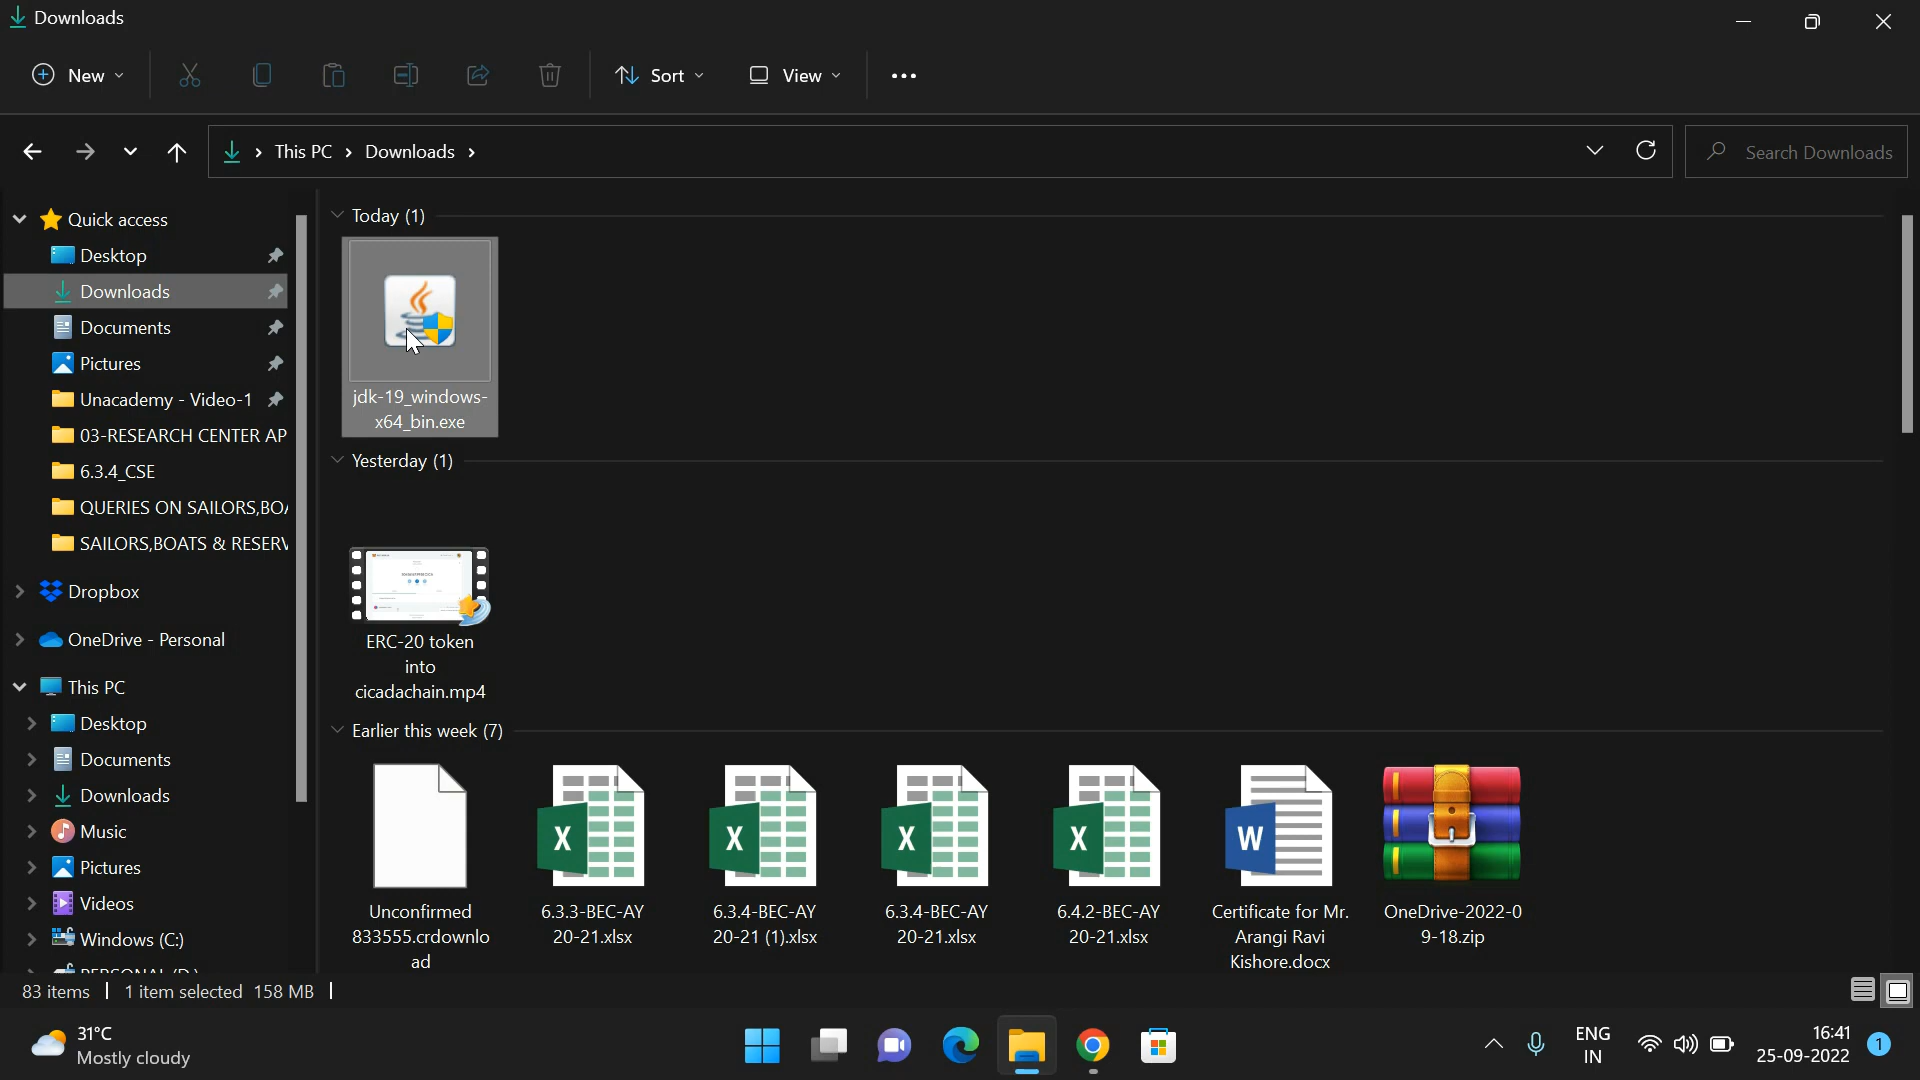 Downloads
New
Sort
View
This PC
Downloads
Search Downloads
Quick access
Desktop
Downloads
Documents
Pictures
Unacademy - Video-1
03-RESEARCH CENTER AP
6.3.4_CSE
QUERIES ON SAILORS,BOA
SAILORS,BOATS & RESERV
Dropbox
OneDrive - Personal
This PC
Desktop
Documents
Downloads
Music
Pictures
Videos
Windows (C:)
PERSONAL (D:)
Today (1)
jdk-19_windows-
x64_bin.exe
Yesterday (1)
ERC-20 token
into
cicadachain.mp4
Earlier this week (7)
Unconfirmed
833555.crdownlo
ad
6.3.3-BEC-AY
20-21.xlsx
6.3.4-BEC-AY
20-21 (1).xlsx
6.3.4-BEC-AY
20-21.xlsx
6.4.2-BEC-AY
20-21.xlsx
Certificate for Mr.
Arangi Ravi
Kishore.docx
OneDrive-2022-0
9-18.zip
83 items
1 item selected 158 MB
31°C
Mostly cloudy
ENG
IN
16:41
25-09-2022
1